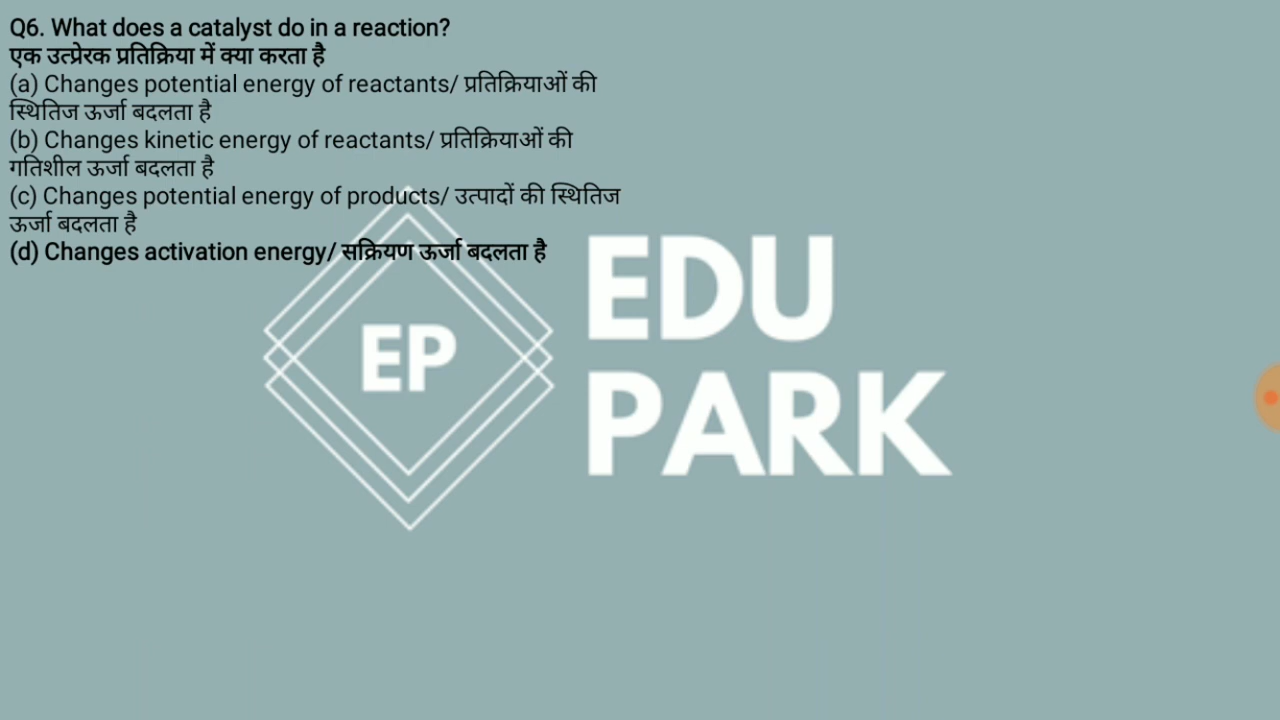 Q6. What does a catalyst do in a reaction?
एक उत्प्रेरक प्रतिक्रिया में क्या करता है
(a) Changes potential energy of reactants/ प्रतिक्रियाओं की
स्थितिज ऊर्जा बदलता है
(b) Changes kinetic energy of reactants/ प्रतिक्रियाओं की
गतिशील ऊर्जा बदलता है
(c) Changes potential energy of products/ उत्पादों की स्थितिज
ऊर्जा बदलता है
(d) Changes activation energy/ सक्रियण ऊर्जा बदलता है
EP
EDU
PARK